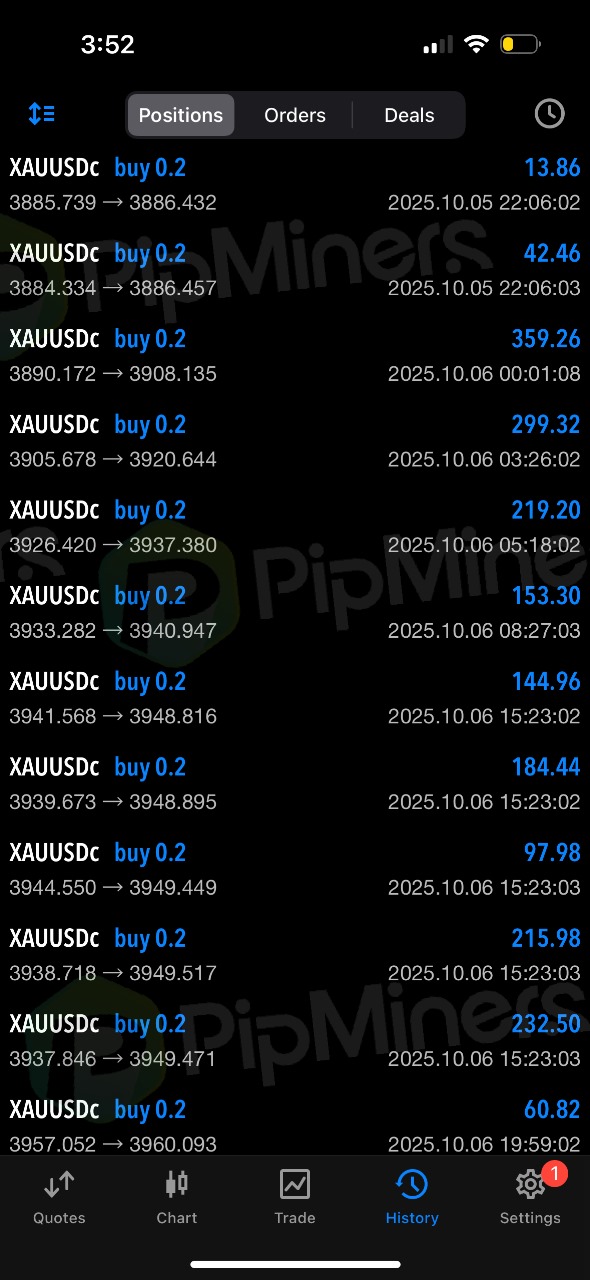 3:52
Positions Orders Deals
XAUUSDc buy 0.2 13.86
3885.739 → 3886.432 2025.10.05 22:06:02
XAUUSDc buy 0.2 42.46
3884.334 → 3886.457 2025.10.05 22:06:03
PipMiners
XAUUSDc buy 0.2 359.26
3890.172 → 3908.135 2025.10.06 00:01:08
XAUUSDc buy 0.2 299.32
3905.678 → 3920.644 2025.10.06 03:26:02
XAUUSDc buy 0.2 219.20
3926.420 → 3937.380 2025.10.06 05:18:02
ers PipMine
XAUUSDc buy 0.2 153.30
3933.282 → 3940.947 2025.10.06 08:27:03
XAUUSDc buy 0.2 144.96
3941.568 → 3948.816 2025.10.06 15:23:02
XAUUSDc buy 0.2 184.44
3939.673 → 3948.895 2025.10.06 15:23:02
XAUUSDc buy 0.2 97.98
3944.550 → 3949.449 2025.10.06 15:23:03
XAUUSDc buy 0.2 215.98
3938.718 → 3949.517 2025.10.06 15:23:03
PipMiners
XAUUSDc buy 0.2 232.50
3937.846 → 3949.471 2025.10.06 15:23:03
XAUUSDc buy 0.2 60.82
3957.052 → 3960.093 2025.10.06 19:59:02
1
Quotes Chart Trade History Settings